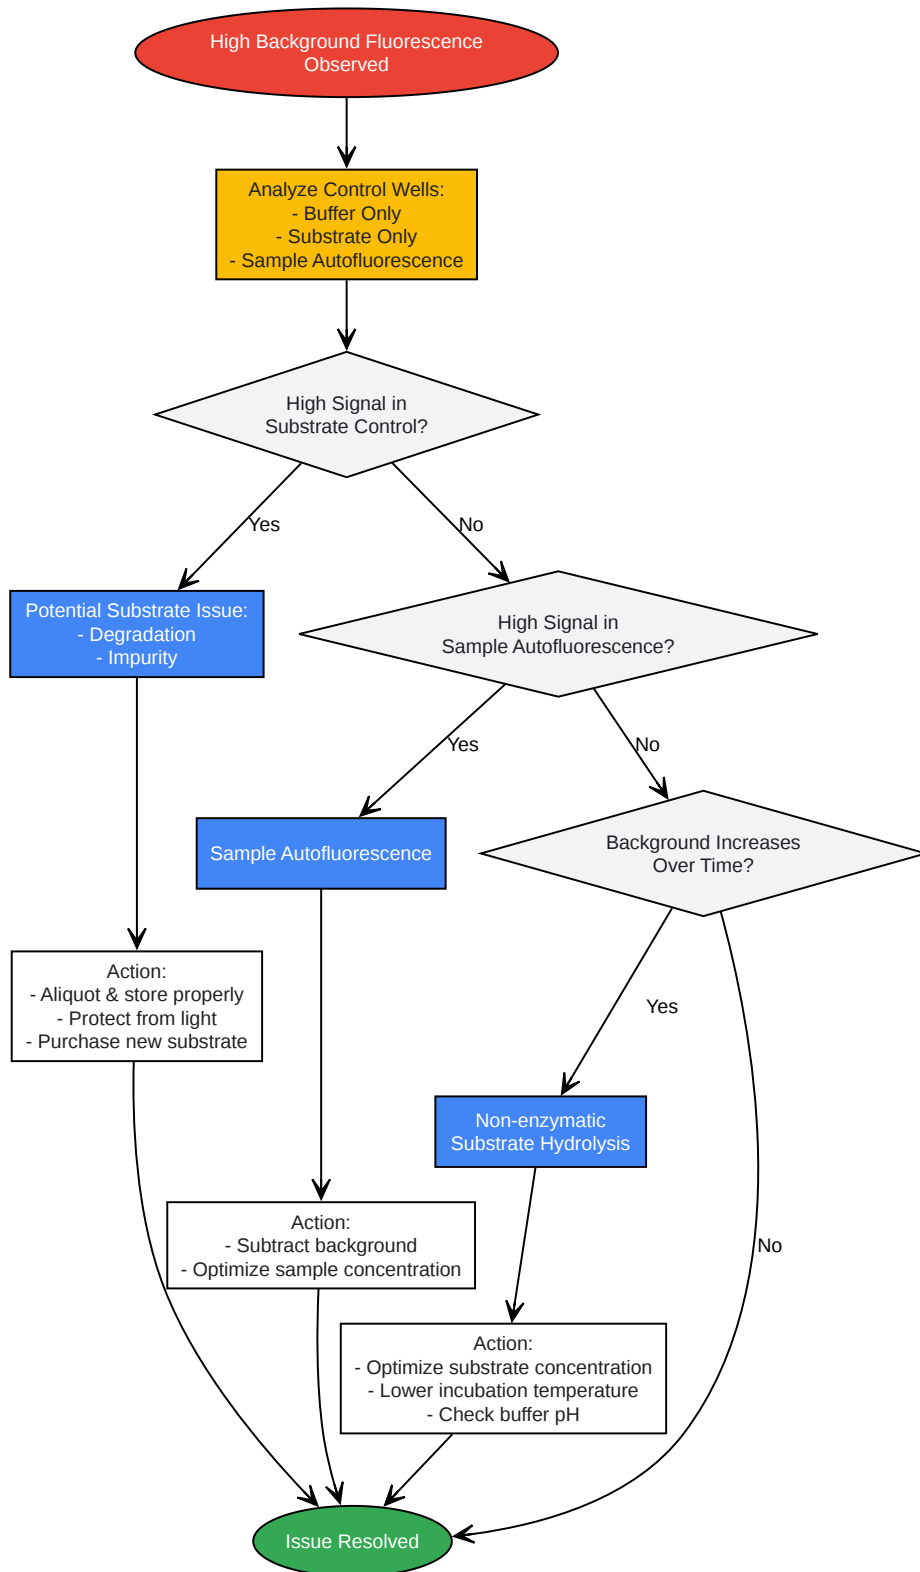 High Background Fluorescence
Observed
Analyze Control Wells:
- Buffer Only
- Substrate Only
- Sample Autofluorescence
High Signal in
Substrate Control?
Yes
No
Potential Substrate Issue:
- Degradation
- Impurity
High Signal in
Sample Autofluorescence?
Yes
No
Sample Autofluorescence
Background Increases
Over Time?
Action:
- Aliquot & store properly
- Protect from light
- Purchase new substrate
Yes
Non-enzymatic
Substrate Hydrolysis
Action:
- Subtract background
- Optimize sample concentration
No
Action:
- Optimize substrate concentration
- Lower incubation temperature
- Check buffer pH
Issue Resolved